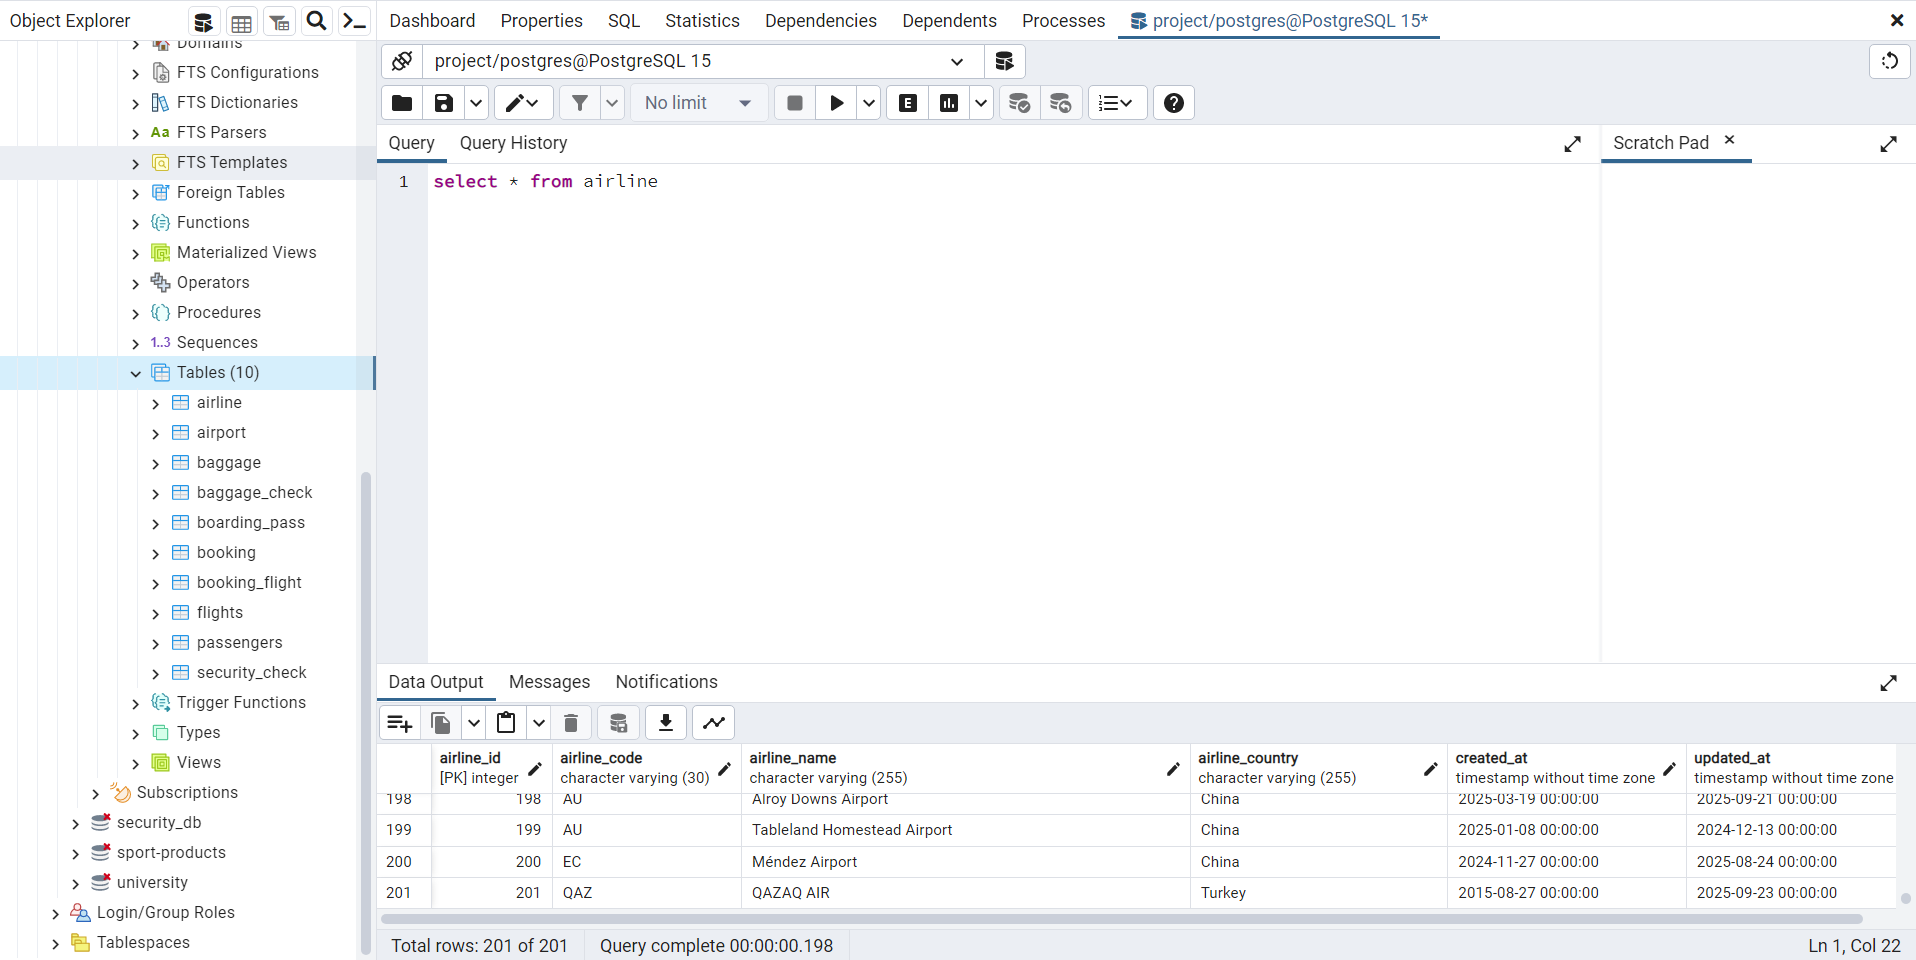 Object Explorer
Dashboard Properties SQL Statistics Dependencies Dependents Processes project/postgres@PostgreSQL 15*
project/postgres@PostgreSQL 15
No limit
E
Query Query History
Scratch Pad
1 select * from airline
Domains
FTS Configurations
FTS Dictionaries
Aa FTS Parsers
FTS Templates
Foreign Tables
Functions
Materialized Views
Operators
Procedures
1..3 Sequences
Tables (10)
airline
airport
baggage
baggage_check
boarding_pass
booking
booking_flight
flights
passengers
security_check
Trigger Functions
Types
Views
Subscriptions
security_db
sport-products
university
Login/Group Roles
Tablespaces
Data Output Messages Notifications
airline_id airline_code airline_name airline_country created_at updated_at
[PK] integer character varying (30) character varying (255) character varying (255) timestamp without time zone timestamp without time zone
198 198 AU Alroy Downs Airport China 2025-03-19 00:00:00 2025-09-21 00:00:00
199 199 AU Tableland Homestead Airport China 2025-01-08 00:00:00 2024-12-13 00:00:00
200 200 EC Méndez Airport China 2024-11-27 00:00:00 2025-08-24 00:00:00
201 201 QAZ QAZAQ AIR Turkey 2015-08-27 00:00:00 2025-09-23 00:00:00
Total rows: 201 of 201 Query complete 00:00:00.198 Ln 1, Col 22